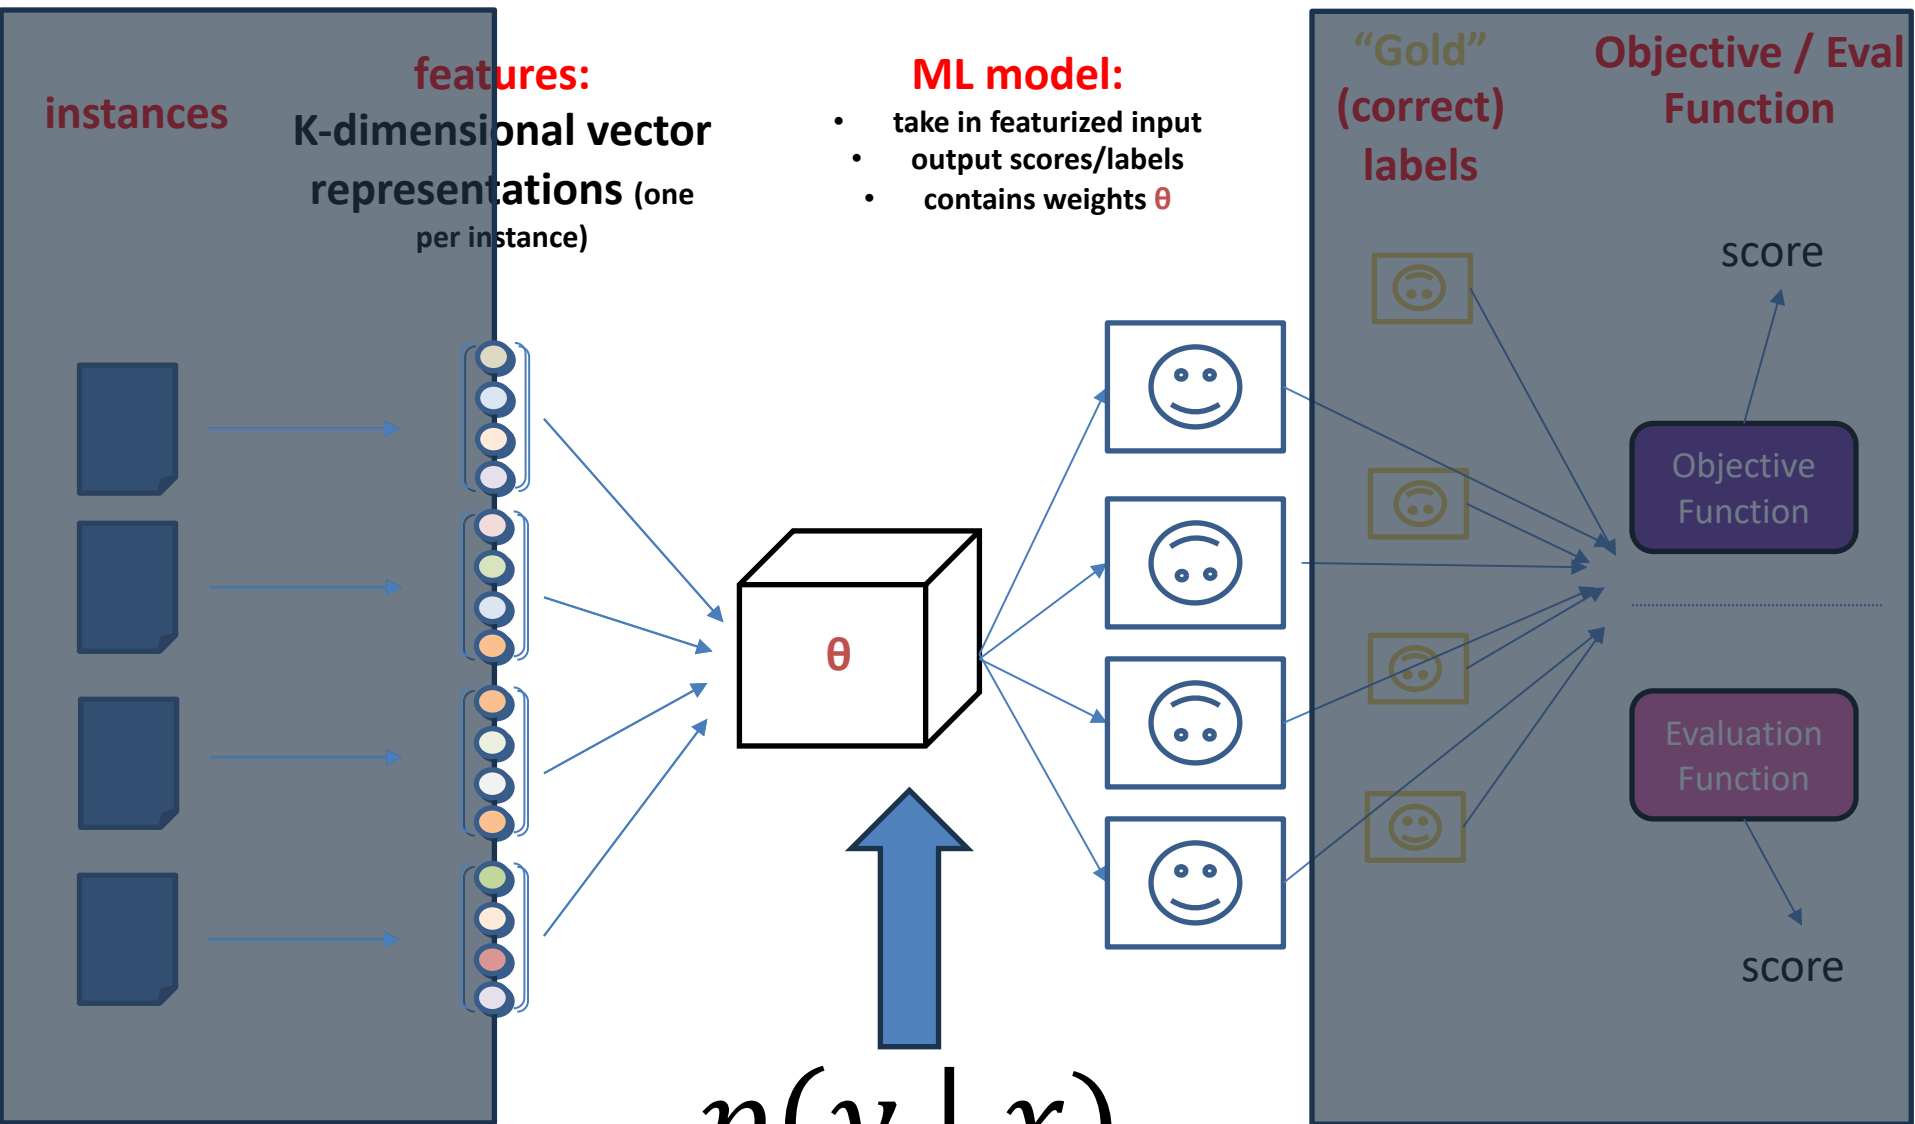 instances
features:
K-dimensional vector
representations (one
per instance)
ML model:
• take in featurized input
• output scores/labels
• contains weights θ
“Gold”
(correct)
labels
Objective / Eval
Function
score
Objective
Function
θ
Evaluation
Function
score
p(y | x)